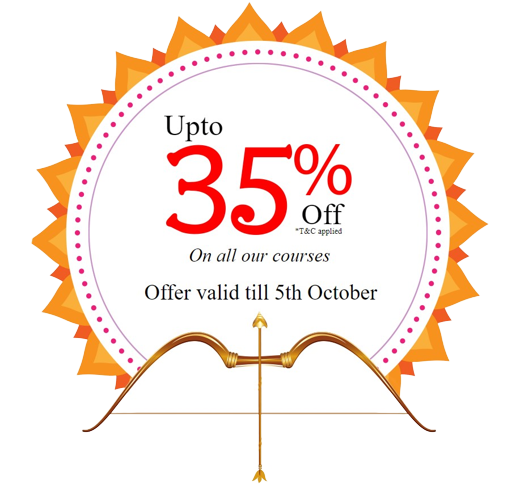 Upto
35%
Off
*T&C applied
On all our courses
Offer valid till 5th October